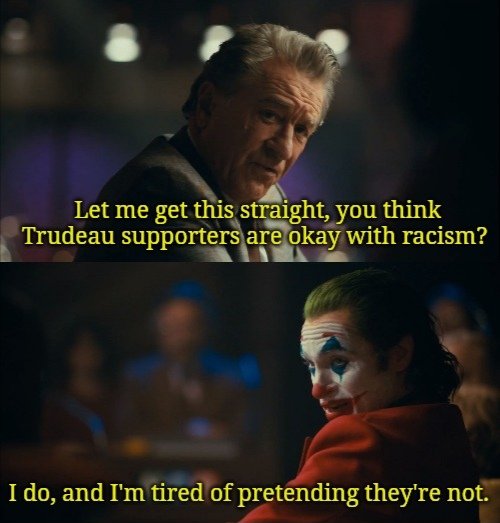 Let me get this straight, you think
Trudeau supporters are okay with racism?
I do, and I'm tired of pretending they're not.